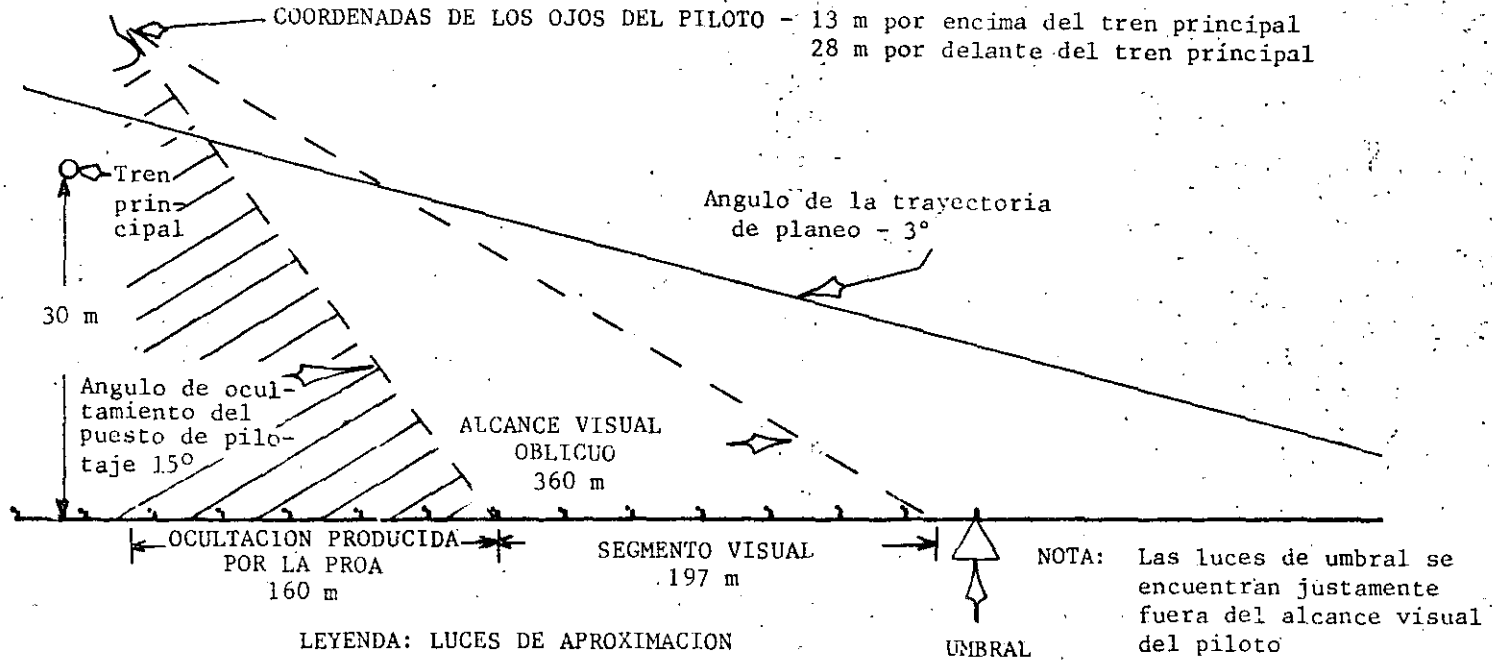 COORDENADAS DE LOS OJOS DEL PILOTO - 13 m por encima del tren principal
28 m por delante del tren principal
Tren
prin-
cipal
Angulo de la trayectoria
de planeo - 3°
30 m
Angulo de ocul-
tamiento del
puesto de pilo-
taje 15°
ALCANCE VISUAL
OBLICUO
360 m
OCULTACION PRODUCIDA
POR LA PROA
160 m
SEGMENTO VISUAL
197 m
NOTA: Las luces de umbral se
encuentran justamente
fuera del alcance visual
del piloto
LEYENDA: LUCES DE APROXIMACION
UMBRAL